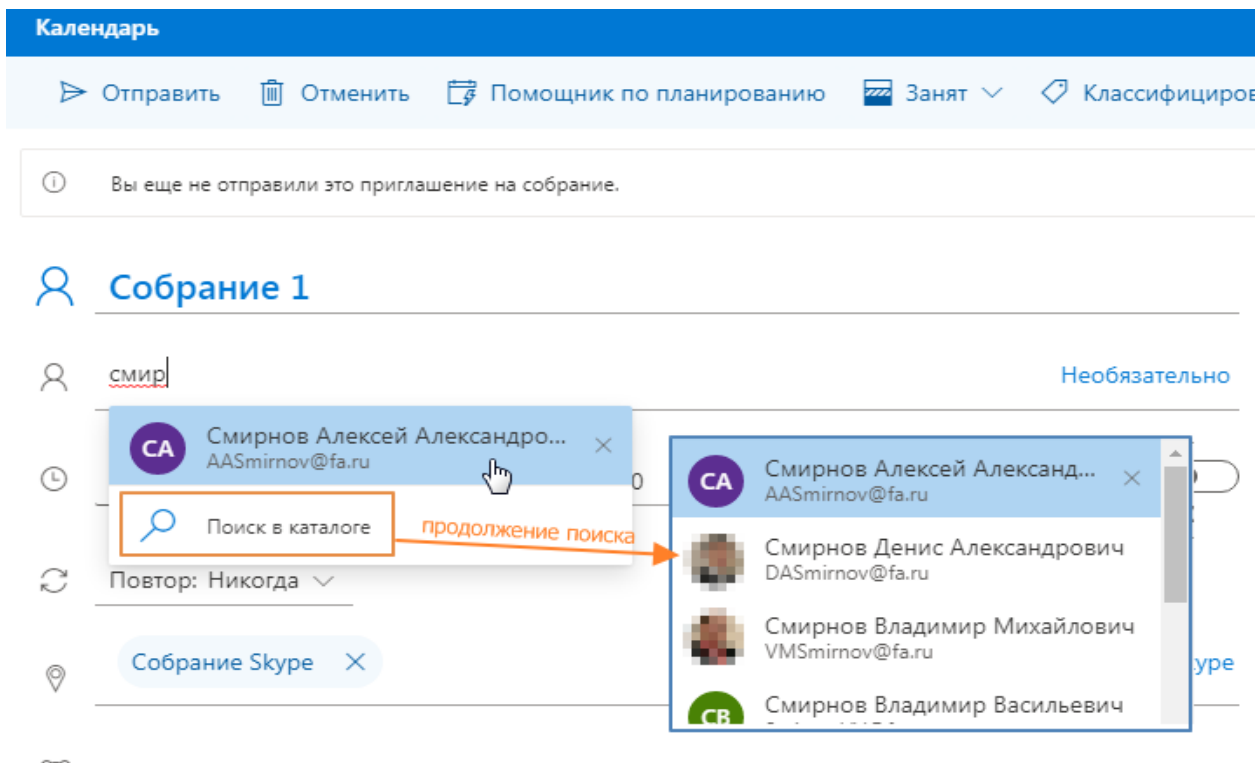 Календарь
Отправить Отменить Помощник по планированию Занят Классифициров
Вы еще не отправили это приглашение на собрание.
Собрание 1
смир
Необязательно
СА
Смирнов Алексей Александро...
AASmirnov@fa.ru
0
Поиск в каталоге
продолжение поиска
СА
Смирнов Алексей Александ...
AASmirnov@fa.ru
Смирнов Денис Александрович
DASmirnov@fa.ru
Смирнов Владимир Михайлович
VMSmirnov@fa.ru
СВ
Смирнов Владимир Васильевич
Повтор: Никогда
Собрание Skype
ype